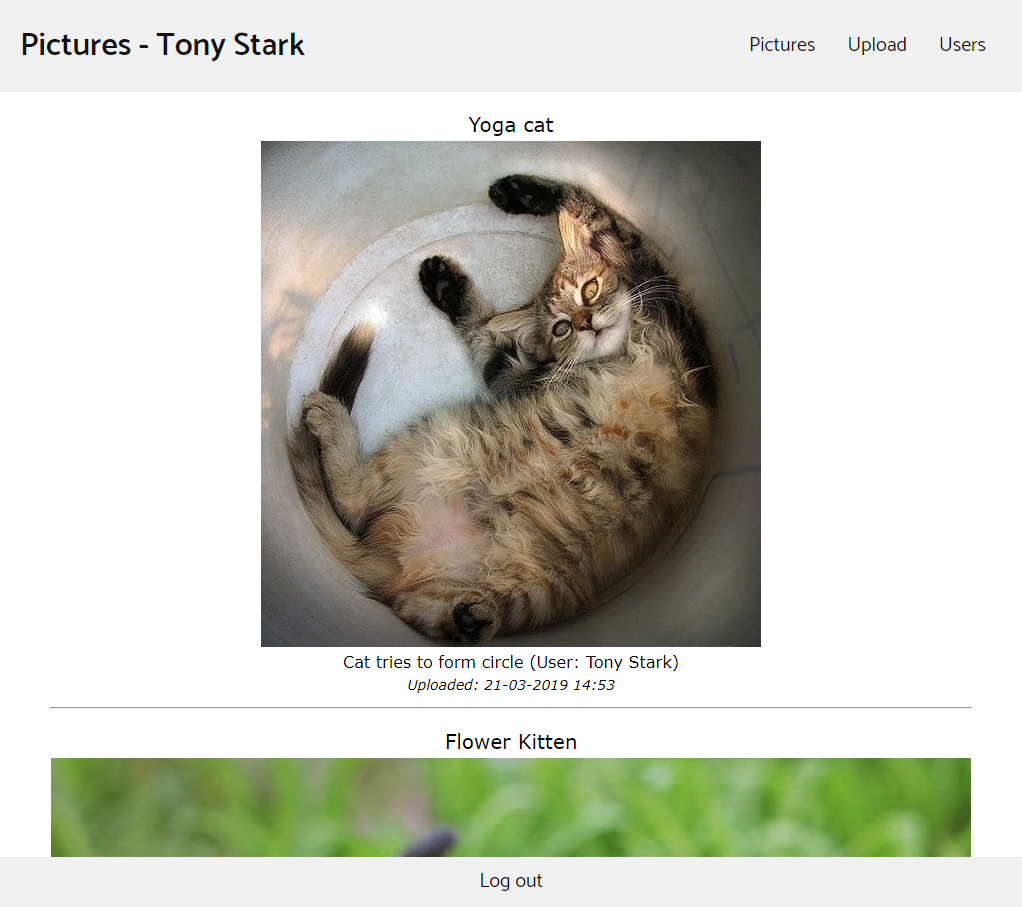 Pictures - Tony Stark
Pictures Upload Users
Yoga cat
Cat tries to form circle (User: Tony Stark)
Uploaded: 21-03-2019 14:53
Flower Kitten
Log out